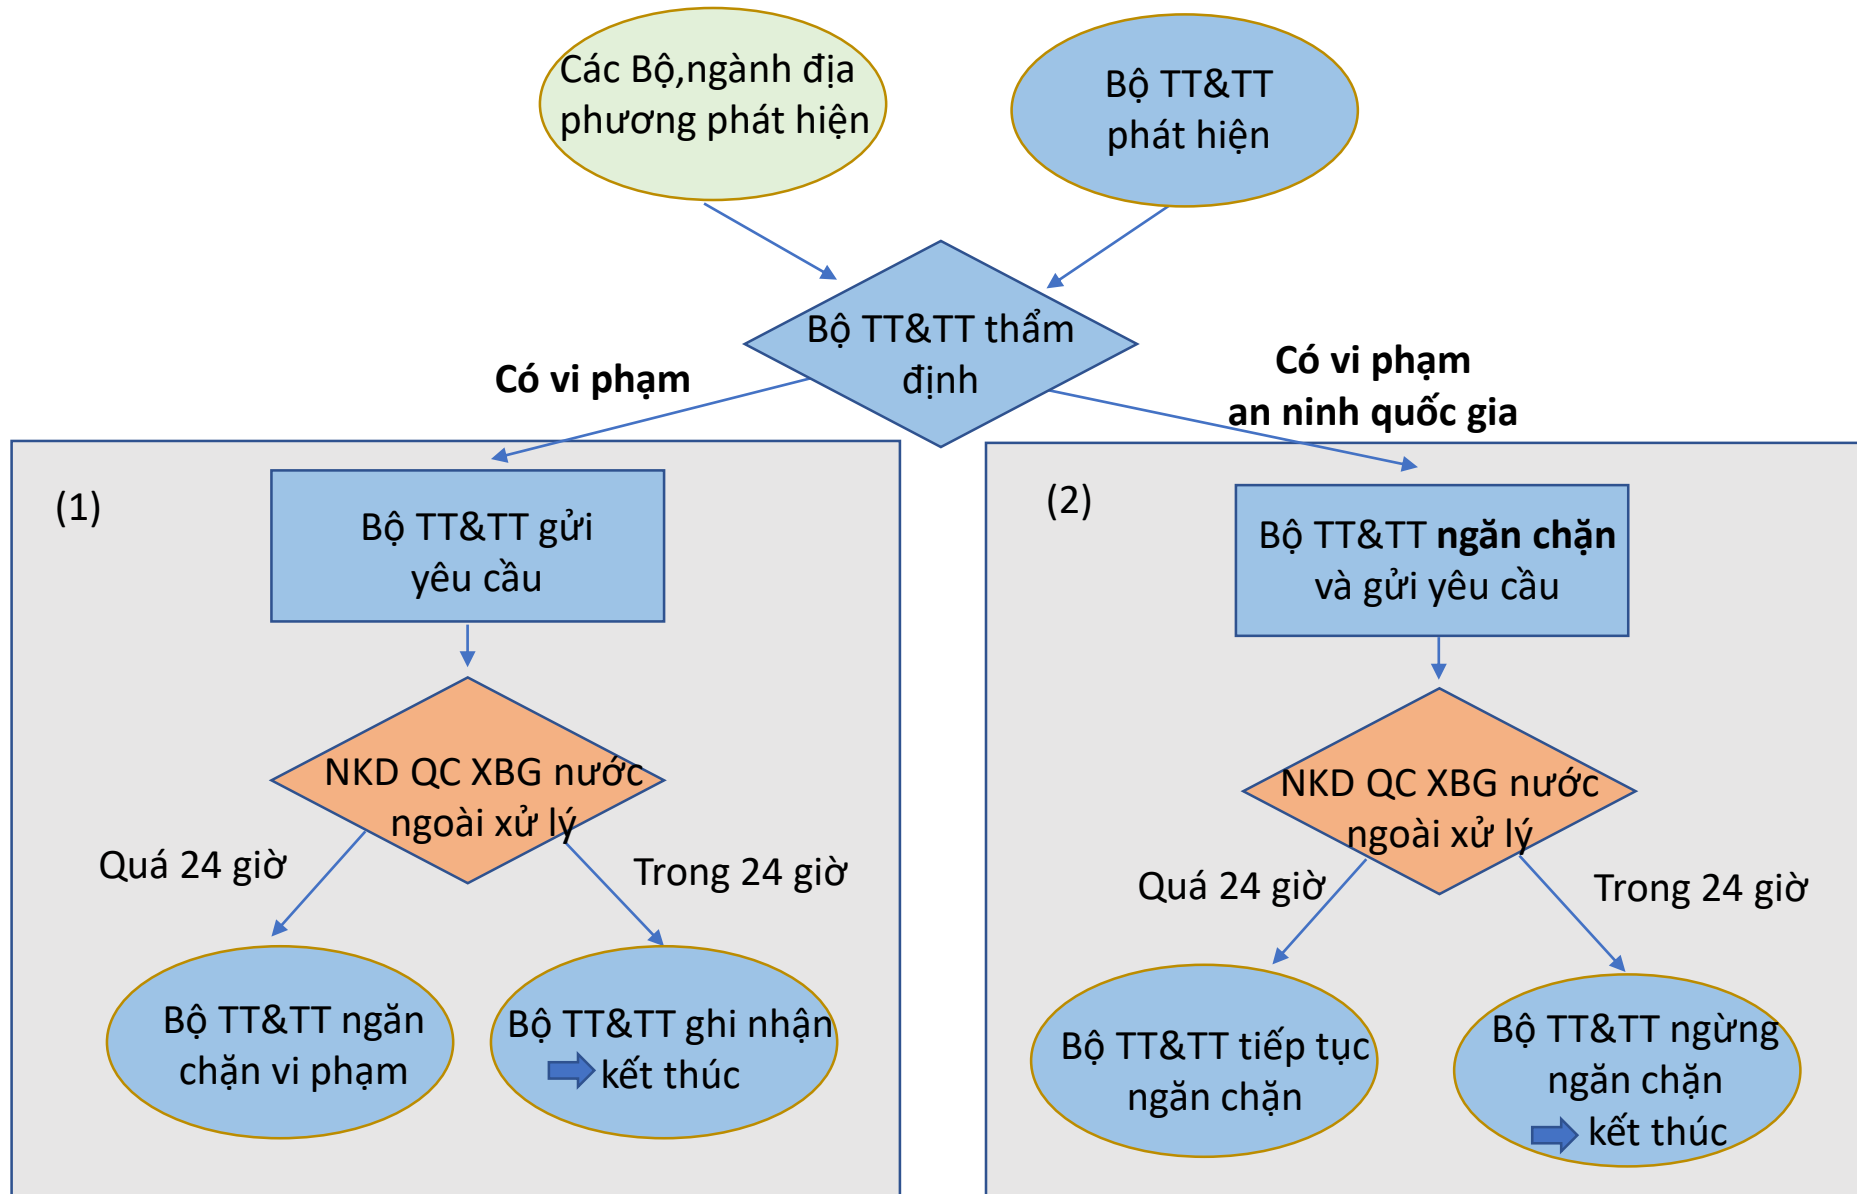 Các Bộ,ngành địa
phương phát hiện
Bộ TT&TT
phát hiện
Bộ TT&TT thẩm
định
Có vi phạm
Có vi phạm
an ninh quốc gia
(1)
Bộ TT&TT gửi
yêu cầu
NKD QC XBG nước
ngoài xử lý
Quá 24 giờ
Trong 24 giờ
Bộ TT&TT ngăn
chặn vi phạm
Bộ TT&TT ghi nhận
kết thúc
(2)
Bộ TT&TT ngăn chặn
và gửi yêu cầu
NKD QC XBG nước
ngoài xử lý
Quá 24 giờ
Trong 24 giờ
Bộ TT&TT tiếp tục
ngăn chặn
Bộ TT&TT ngừng
ngăn chặn
kết thúc